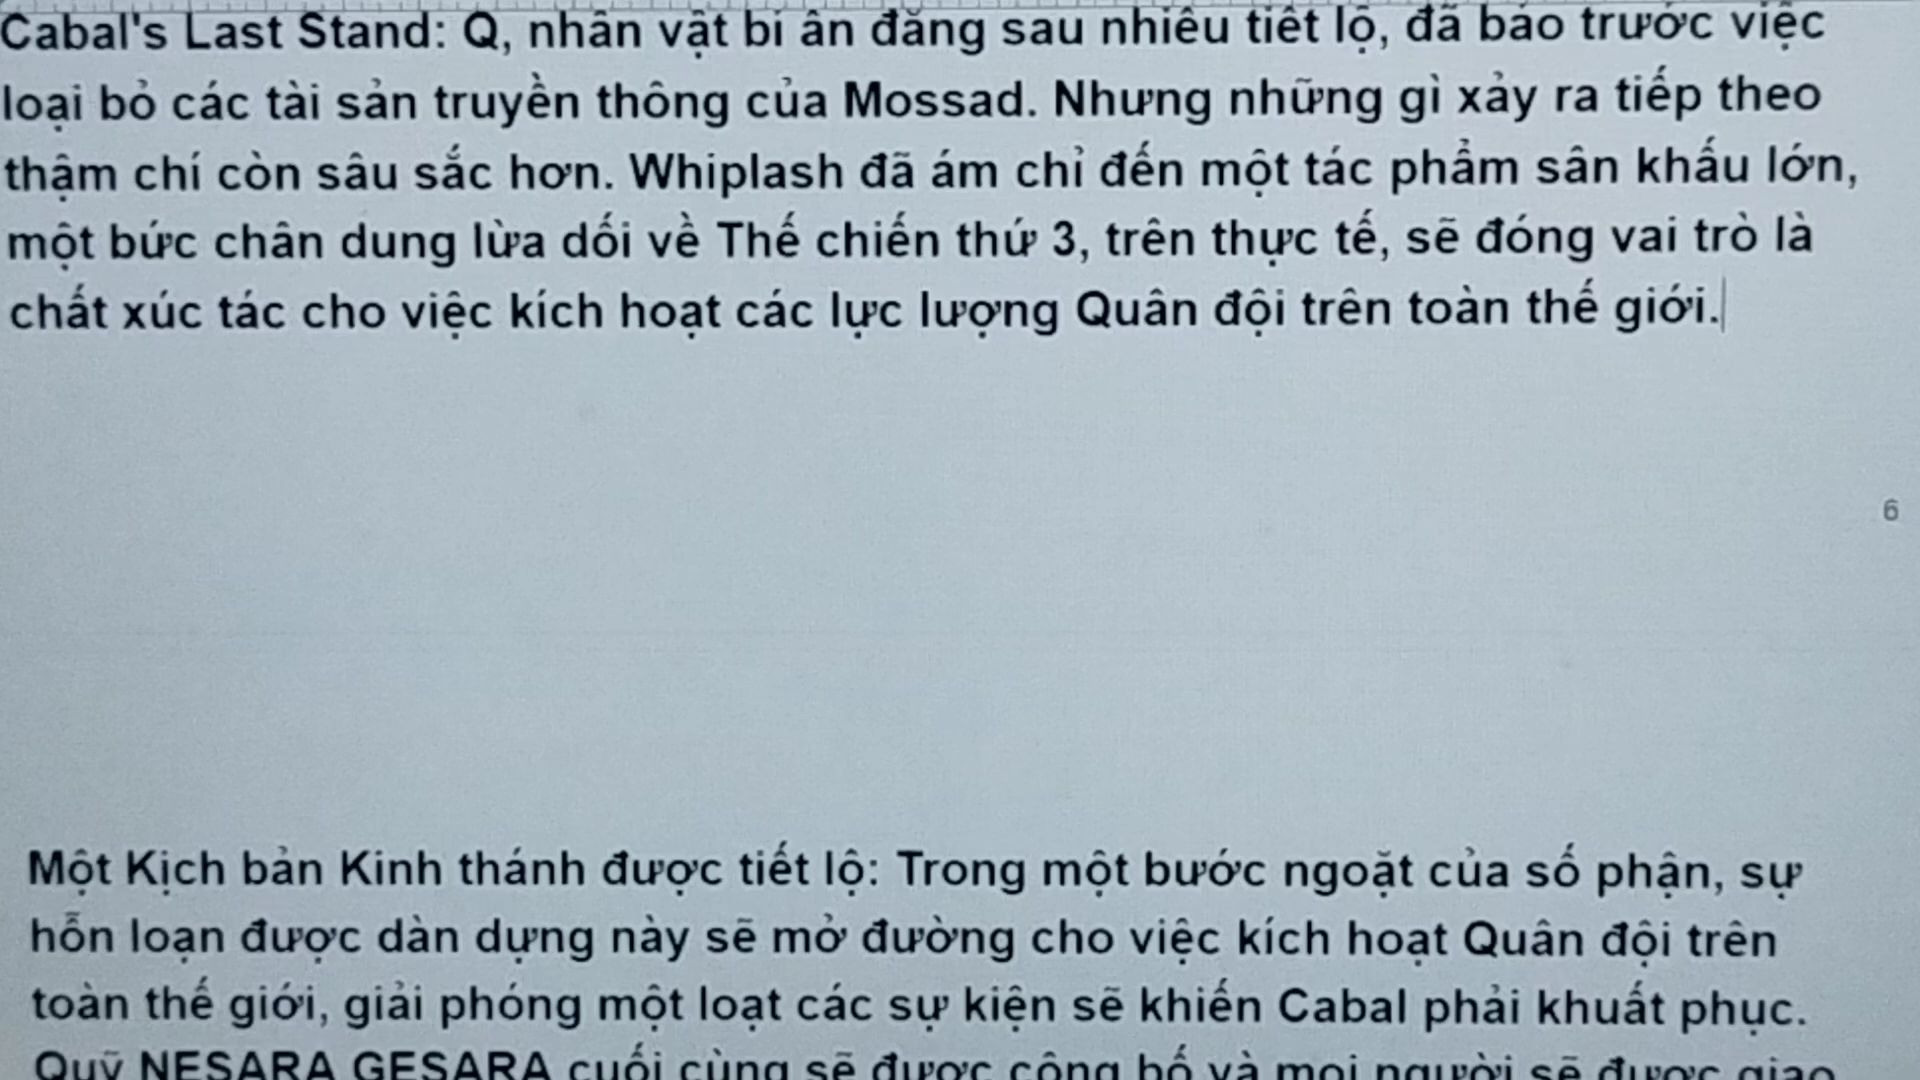 Cabal's Last Stand: Q, nhân vật bí ẩn đằng sau nhiều tiết lộ, đã báo trước việc
loại bỏ các tài sản truyền thông của Mossad. Nhưng những gì xảy ra tiếp theo
thậm chí còn sâu sắc hơn. Whiplash đã ám chỉ đến một tác phẩm sân khấu lớn,
một bức chân dung lừa dối về Thế chiến thứ 3, trên thực tế, sẽ đóng vai trò là
chất xúc tác cho việc kích hoạt các lực lượng Quân đội trên toàn thế giới.
6
Một Kịch bản Kinh thánh được tiết lộ: Trong một bước ngoặt của số phận, sự
hỗn loạn được dàn dựng này sẽ mở đường cho việc kích hoạt Quân đội trên
toàn thế giới, giải phóng một loạt các sự kiện sẽ khiến Cabal phải khuất phục.
Quỹ NESARA GESARA cuối cùng sẽ được công bố và mọi người sẽ được giao